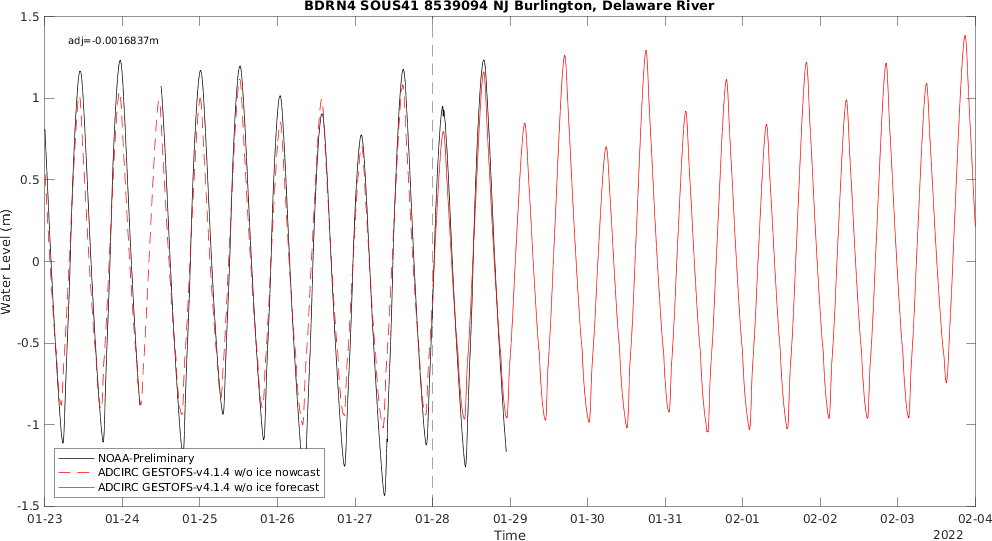 BDRN4 SOUS41 8539094 NJ Burlington, Delaware River
1.5
adj=-0.0016837m
1
0.5
0
-0.5
-1
-1.5
Water Level (m)
NOAA-Preliminary
ADCIRC GESTOFS-v4.1.4 w/o ice nowcast
ADCIRC GESTOFS-v4.1.4 w/o ice forecast
01-23 01-24 01-25 01-26 01-27 01-28 01-29 01-30 01-31 02-01 02-02 02-03 02-04
Time
2022